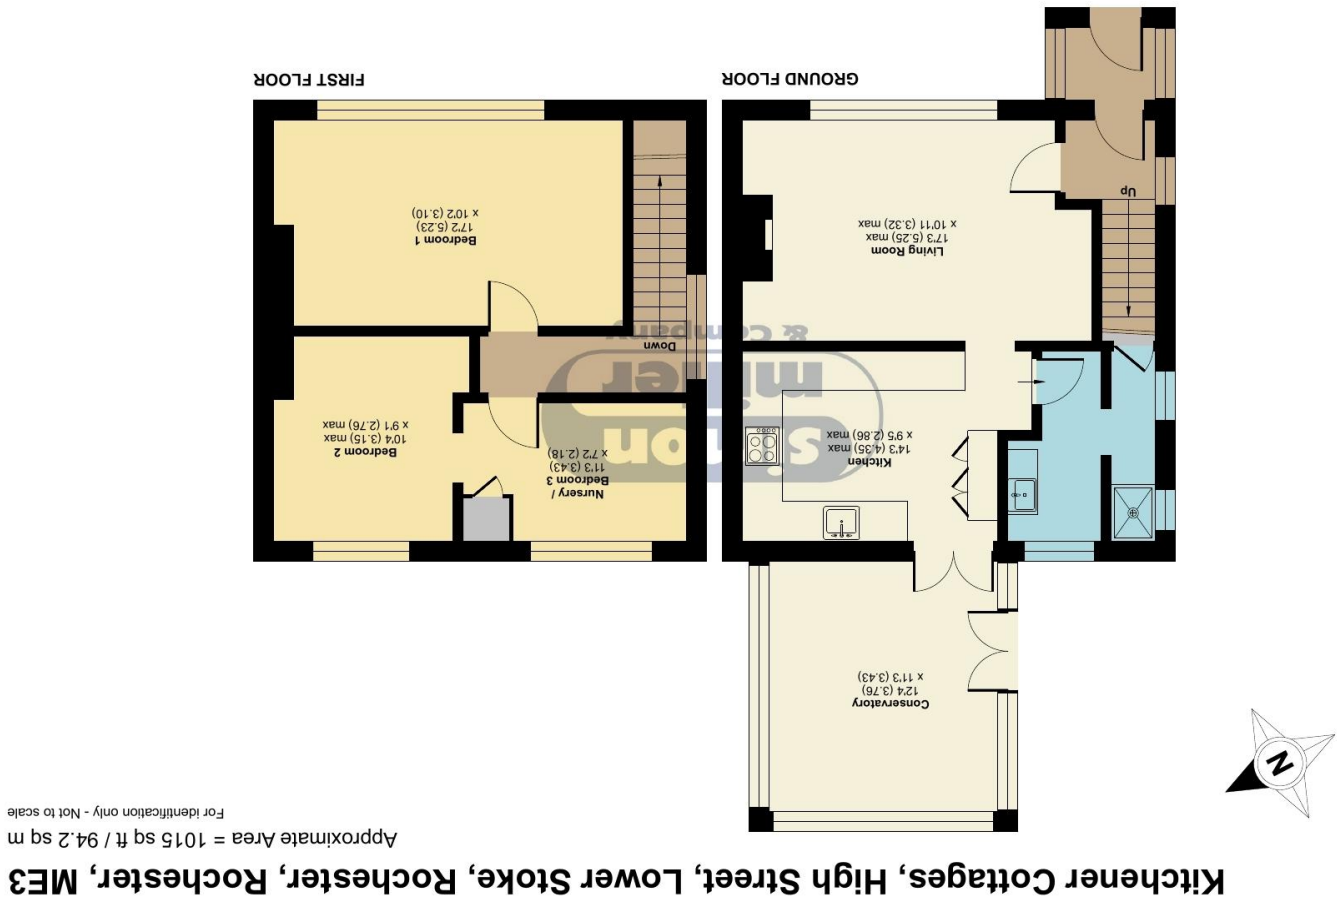 Kitchener Cottages, High Street, Lower Stoke, Rochester, Rochester, ME3
Approximate Area = 1015 sq ft / 94.2 sq m
For identification only - Not to scale
N
Conservatory
12'4 (3.76)
x 11'3 (3.43)
Kitchen
14'3 (4.35) max
x 9'5 (2.86) max
Living Room
17'3 (5.25) max
x 10'11 (3.32) max
Up
GROUND FLOOR
Nursery /
Bedroom 3
11'3 (3.43)
x 7'2 (2.18)
Bedroom 2
10'4 (3.15) max
x 9'1 (2.76) max
Down
Bedroom 1
17'2 (5.23)
x 10'2 (3.10)
FIRST FLOOR
simon
miller
& Company